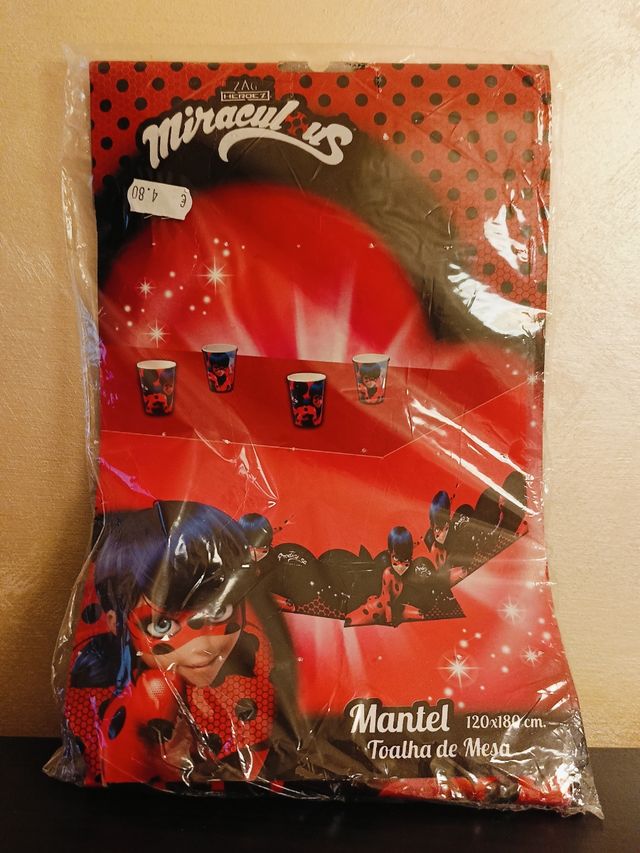 ZAG
HEROEZ
Miraculous
€ 4.80
Mantel 120x180 cm.
Toalha de Mesa